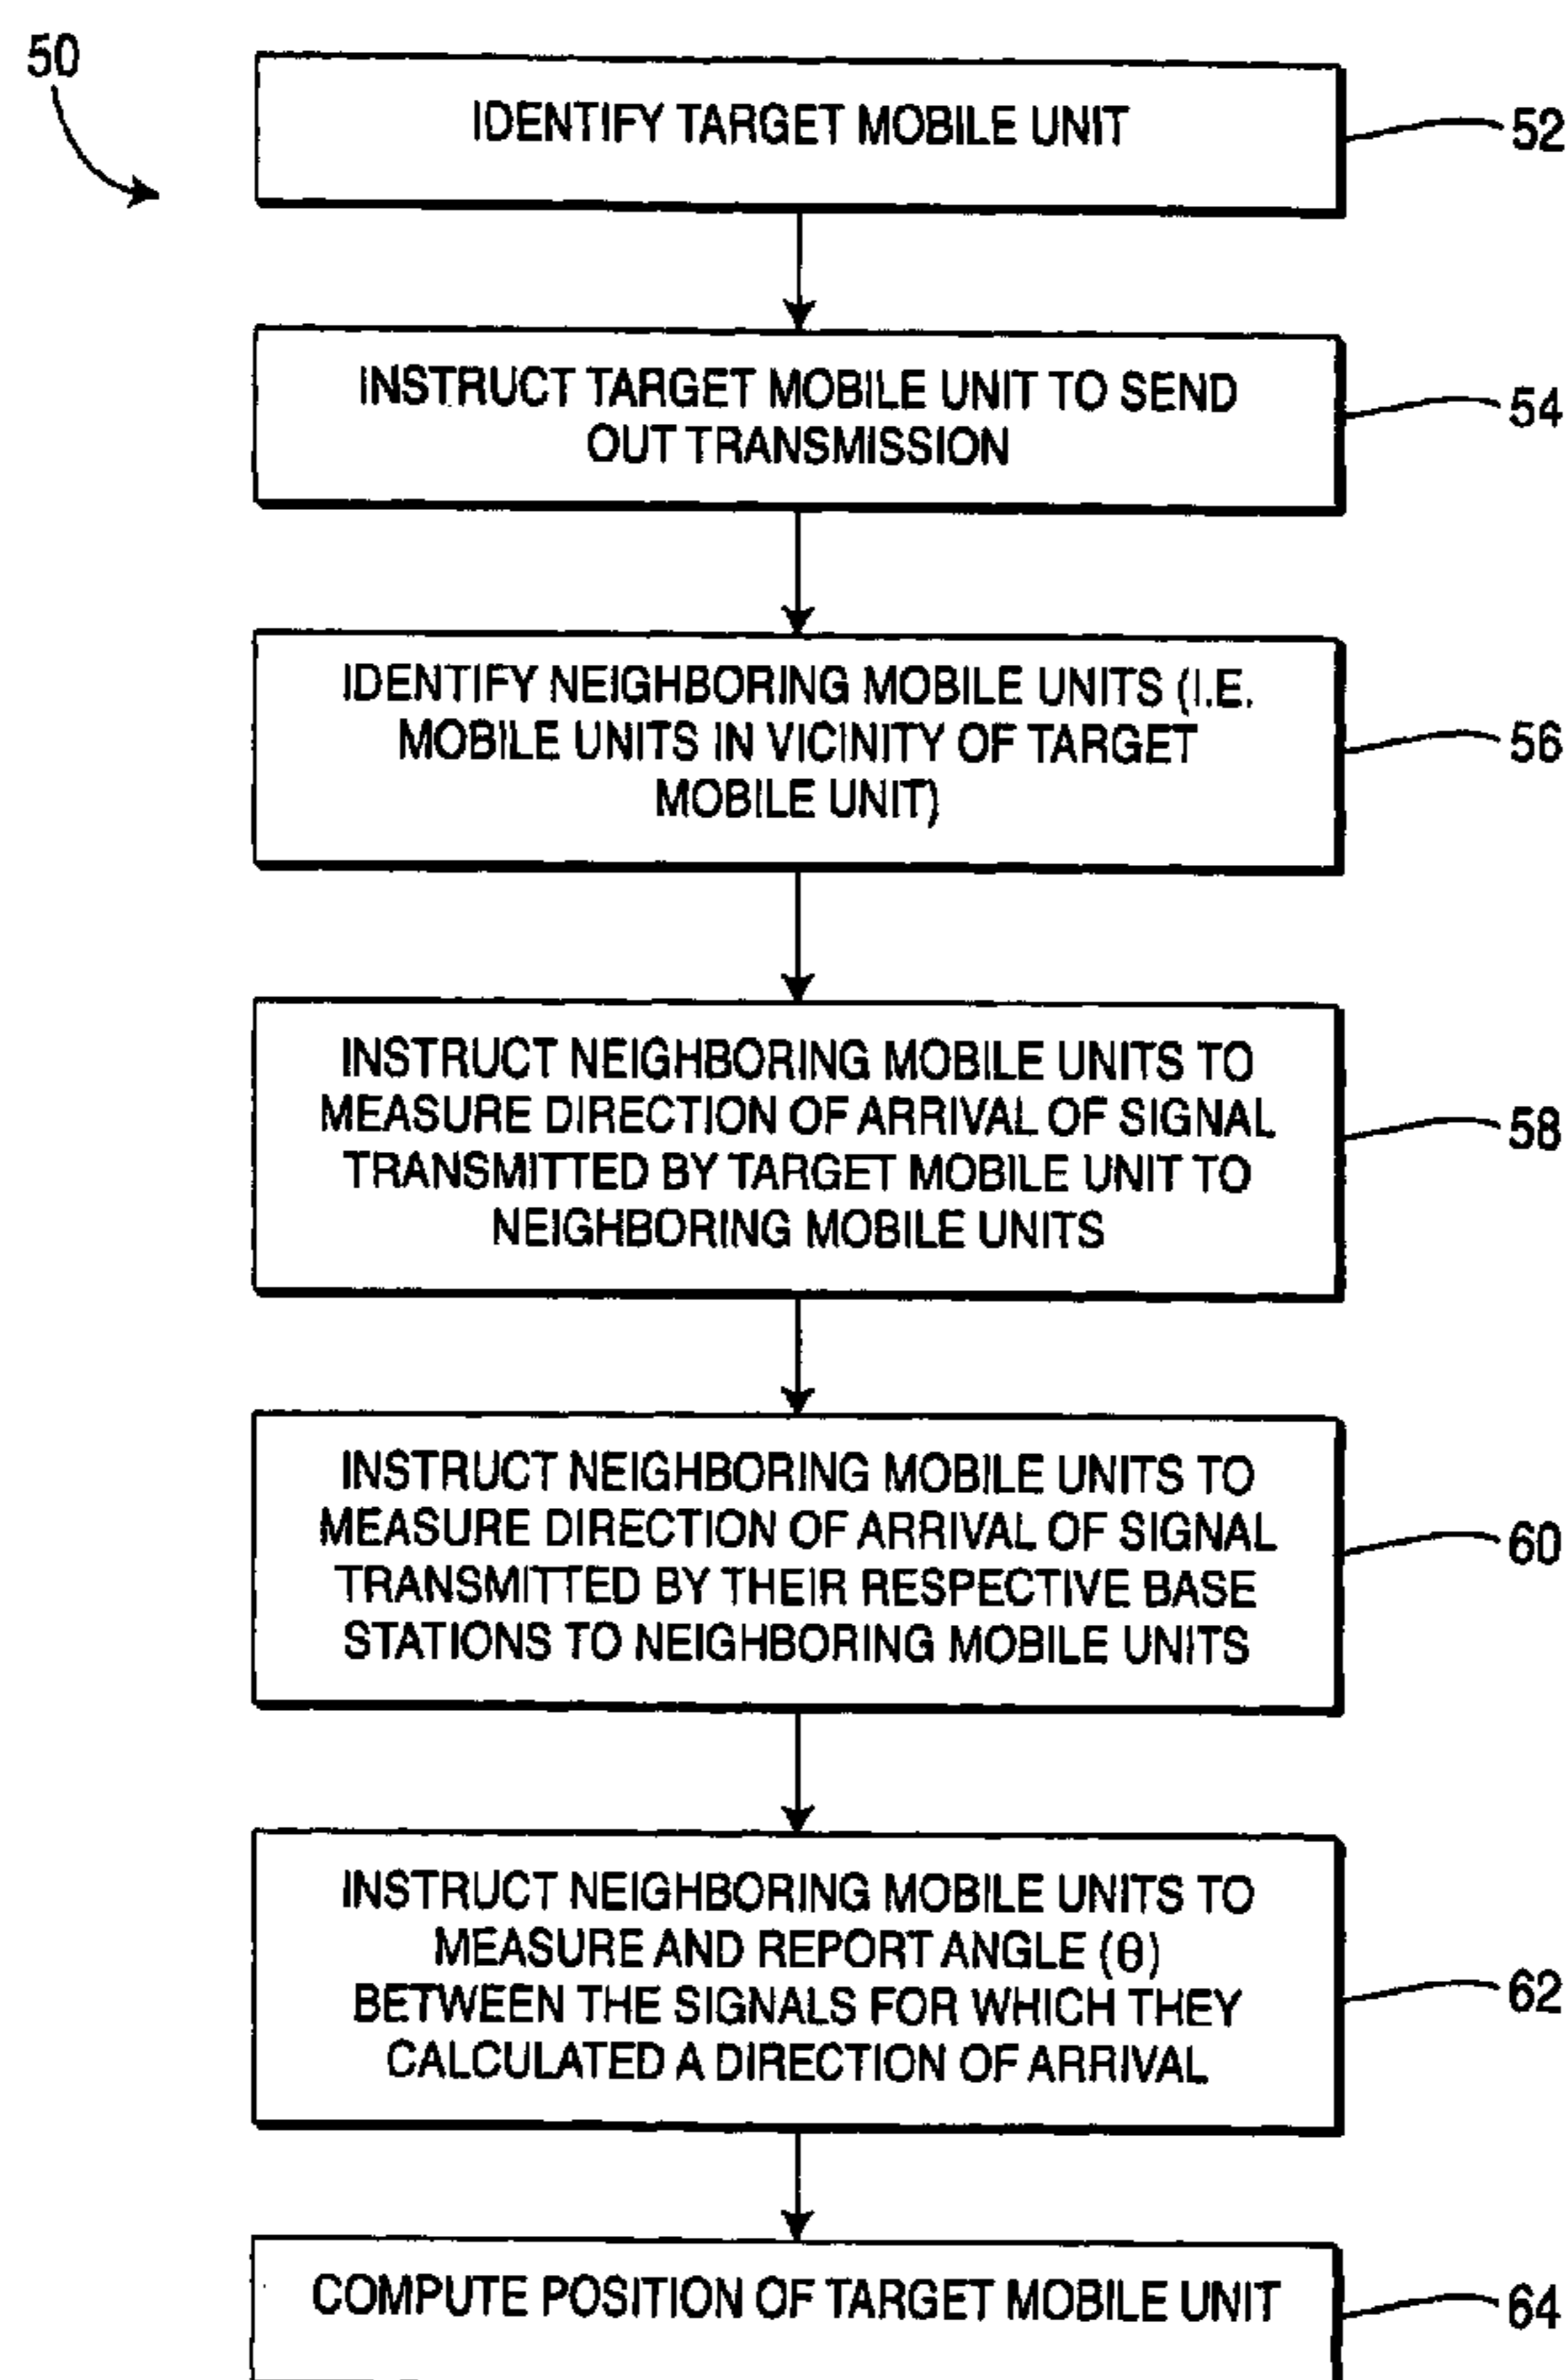 50
IDENTIFY TARGET MOBILE UNIT
52
INSTRUCT TARGET MOBILE UNIT TO SEND
OUT TRANSMISSION
54
IDENTIFY NEIGHBORING MOBILE UNITS (I.E.
MOBILE UNITS IN VICINITY OF TARGET
MOBILE UNIT)
56
INSTRUCT NEIGHBORING MOBILE UNITS TO
MEASURE DIRECTION OF ARRIVAL OF SIGNAL
TRANSMITTED BY TARGET MOBILE UNIT TO
NEIGHBORING MOBILE UNITS
58
INSTRUCT NEIGHBORING MOBILE UNITS TO
MEASURE DIRECTION OF ARRIVAL OF SIGNAL
TRANSMITTED BY THEIR RESPECTIVE BASE
STATIONS TO NEIGHBORING MOBILE UNITS
60
INSTRUCT NEIGHBORING MOBILE UNITS TO
MEASURE AND REPORT ANGLE (θ)
BETWEEN THE SIGNALS FOR WHICH THEY
CALCULATED A DIRECTION OF ARRIVAL
62
COMPUTE POSITION OF TARGET MOBILE UNIT
64